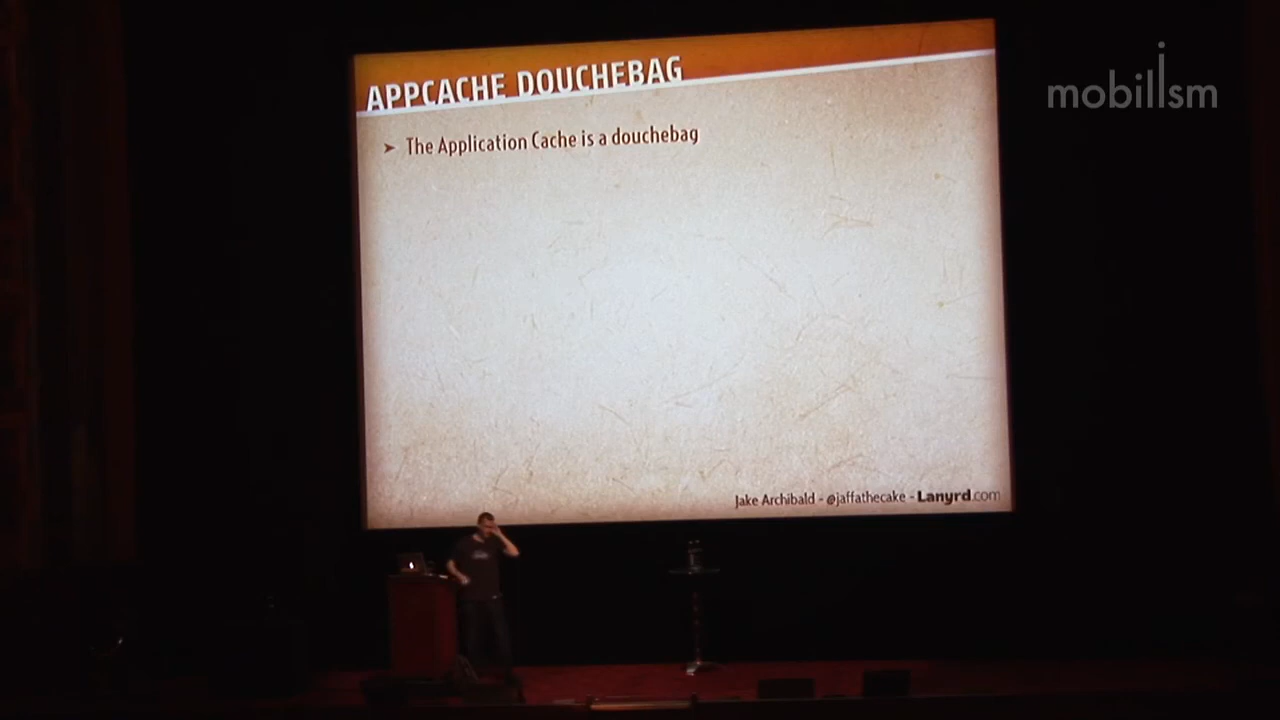 APPCACHE DOUCHEBAG
mobilism
➤ The Application Cache is a douchebag
Jake Archibald - @jaffathecake - Lanyrd.com